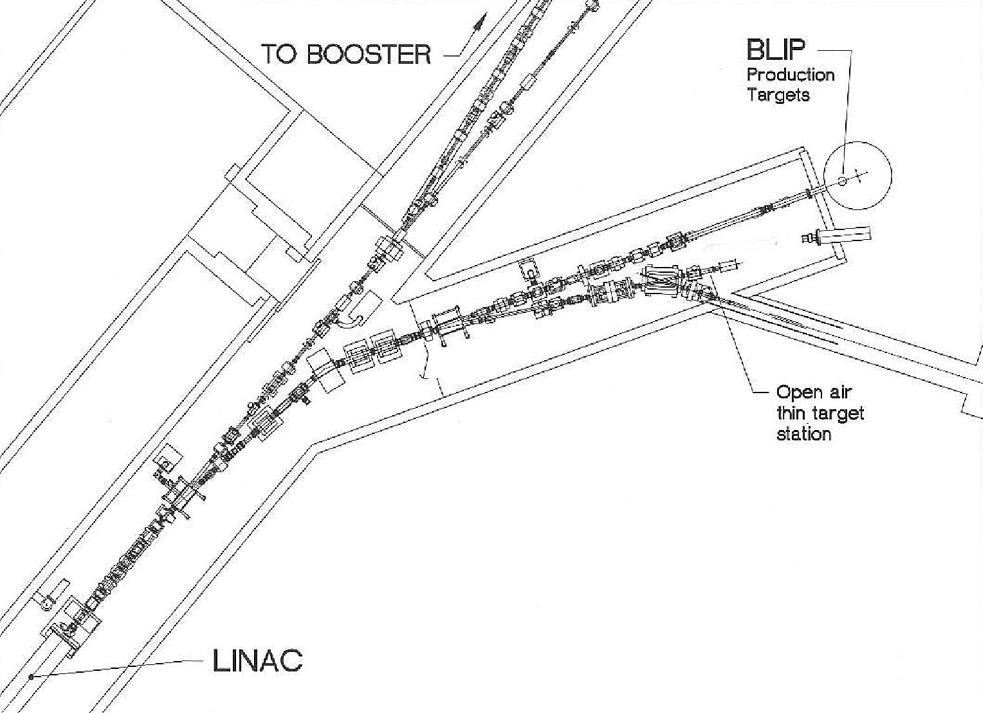 TO BOOSTER
BLIP
Production
Targets
Open air
thin target
station
LINAC